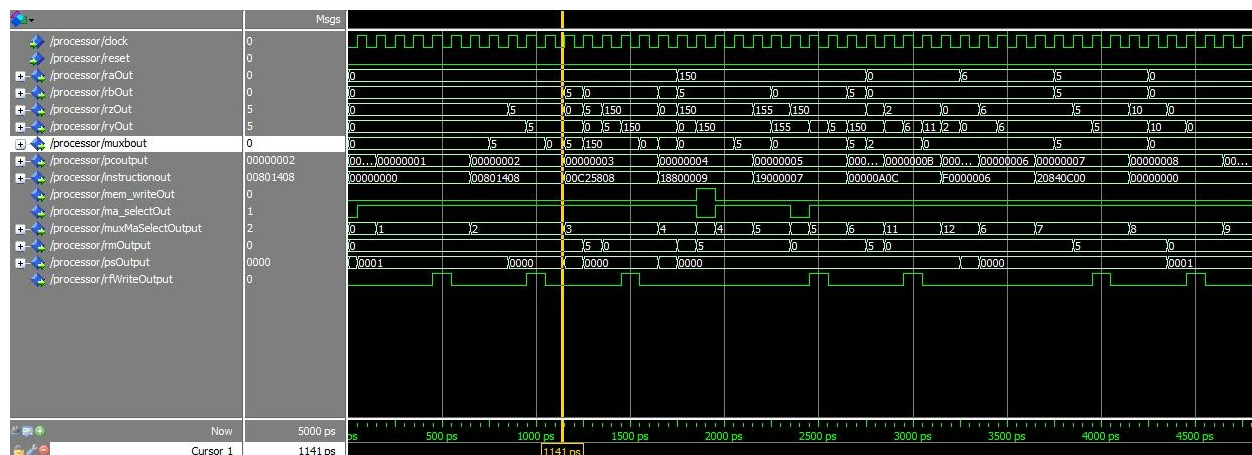 Msgs
/processor/clock 0
/processor/reset 0
/processor/raOut 0 0 150 0 6 5 0
/processor/rbOut 0 0 5 0 5 0 5 0 5 0
/processor/rzOut 5 0 5 0 5 150 0 150 155 150 2 0 6 5 10 0
/processor/ryOut 5 0 5 0 5 150 0 150 155 5 150 6 11 2 0 6 5 10 0
/processor/muxbout 0 0 5 0 5 150 0 0 5 0 5 2 0 5 0
/processor/pcoutput 00000002 00... 00000001 00000002 00000003 00000004 00000005 000... 0000000B 000... 00000006 00000007 00000008 00...
/processor/instructionout 00801408 00000000 00801408 00C25808 18800009 19000007 00000A0C F0000006 20840C00 00000000
/processor/mem_writeOut 0
/processor/ma_selectOut 1
/processor/muxMaSelectOutput 2 0 1 2 3 4 4 5 5 6 11 12 6 7 8 9
/processor/rmOutput 0 0 5 0 5 0 5 0 5 0
/processor/psOutput 0000 0001 0000 0000 0000 0000 0001
/processor/rfWriteOutput 0
Now 5000 ps ps 500 ps 1000 ps 1500 ps 2000 ps 2500 ps 3000 ps 3500 ps 4000 ps 4500 ps
Cursor 1 1141 ps 1141 ps